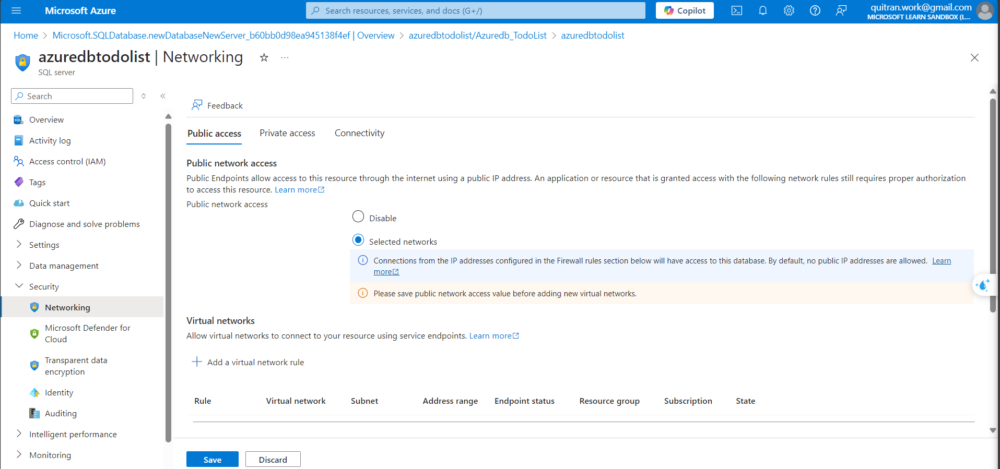 Microsoft Azure
Search resources, services, and docs (G+/)
Copilot
quitran.work@gmail.com
MICROSOFT LEARN SANDBOX (L...
Home > Microsoft.SQLDatabase.newDatabaseNewServer_b60bb0d98ea945138f4ef | Overview > azuredbtodolist/Azuredb_TodoList > azuredbtodolist
azuredbtodolist | Networking
SQL server
Search
Overview
Activity log
Access control (IAM)
Tags
Quick start
Diagnose and solve problems
Settings
Data management
Security
Networking
Microsoft Defender for
Cloud
Transparent data
encryption
Identity
Auditing
Intelligent performance
Monitoring
Feedback
Public access Private access Connectivity
Public network access
Public Endpoints allow access to this resource through the internet using a public IP address. An application or resource that is granted access with the following network rules still requires proper authorization
to access this resource. Learn more
Public network access
Disable
Selected networks
Connections from the IP addresses configured in the Firewall rules section below will have access to this database. By default, no public IP addresses are allowed. Learn
more
Please save public network access value before adding new virtual networks.
Virtual networks
Allow virtual networks to connect to your resource using service endpoints. Learn more
Add a virtual network rule
Rule Virtual network Subnet Address range Endpoint status Resource group Subscription State
Save Discard